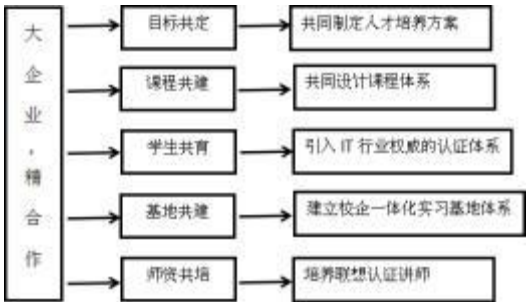 大企业，精合作
目标共定
共同制定人才培养方案
课程共建
共同设计课程体系
学生共育
引入 IT 行业权威的认证体系
基地共建
建立校企一体化实习基地体系
师资共培
培养联想认证讲师